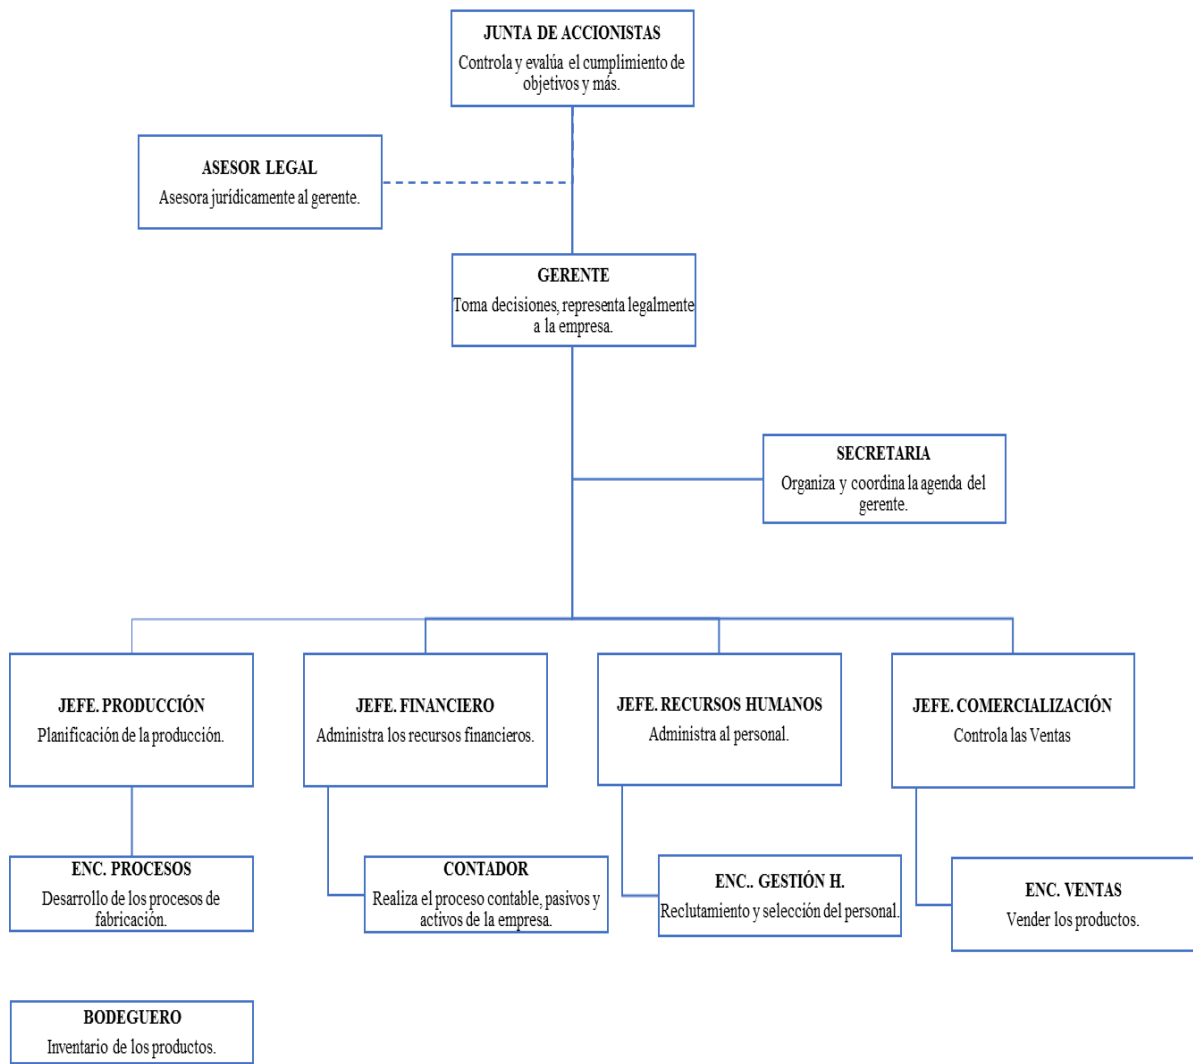 JUNTA DE ACCIONISTAS
Controla y evalúa el cumplimiento de
objetivos y más.
ASESOR LEGAL
Asesora jurídicamente al gerente.
GERENTE
Toma decisiones, representa legalmente
a la empresa.
SECRETARIA
Organiza y coordina la agenda del
gerente.
JEFE. PRODUCCIÓN
Planificación de la producción.
JEFE. FINANCIERO
Administra los recursos financieros.
JEFE. RECURSOS HUMANOS
Administra al personal.
JEFE. COMERCIALIZACIÓN
Controla las Ventas
ENC. PROCESOS
Desarrollo de los procesos de
fabricación.
CONTADOR
Realiza el proceso contable, pasivos y
activos de la empresa.
ENC.. GESTIÓN H.
Reclutamiento y selección del personal.
ENC. VENTAS
Vender los productos.
BODEGUERO
Inventario de los productos.